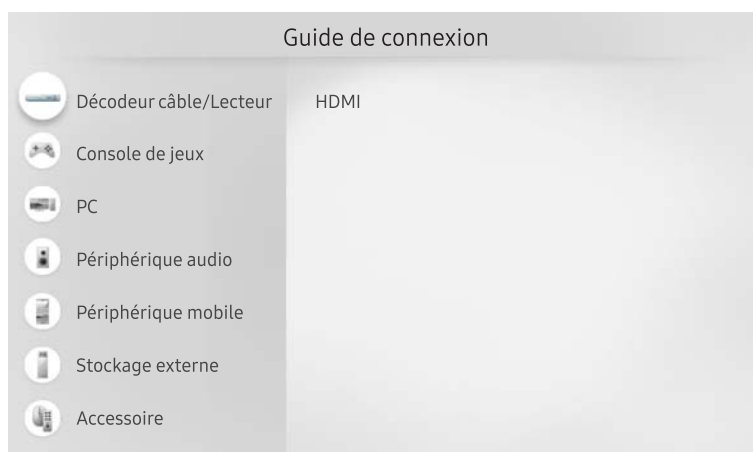 Guide de connexion
Décodeur câble/Lecteur
HDMI
Console de jeux
PC
Périphérique audio
Périphérique mobile
Stockage externe
Accessoire